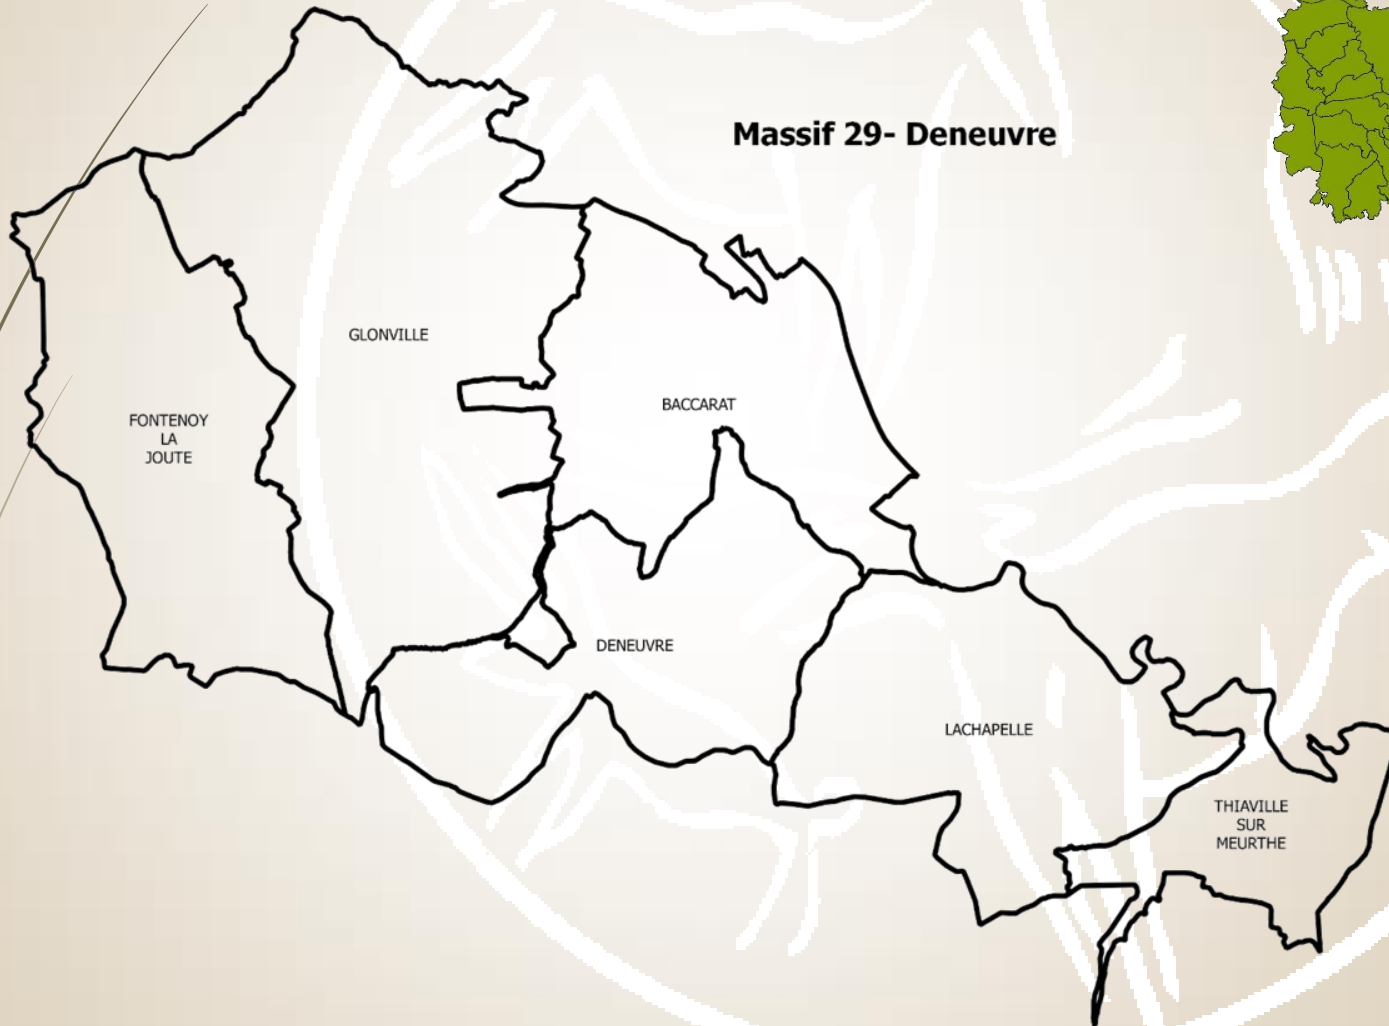 Massif 29- Deneuvre
GLONVILLE
BACCARAT
FONTENOY
LA
JOUTE
DENEUVRE
LACHAPELLE
THIAVILLE
SUR
MEURTHE